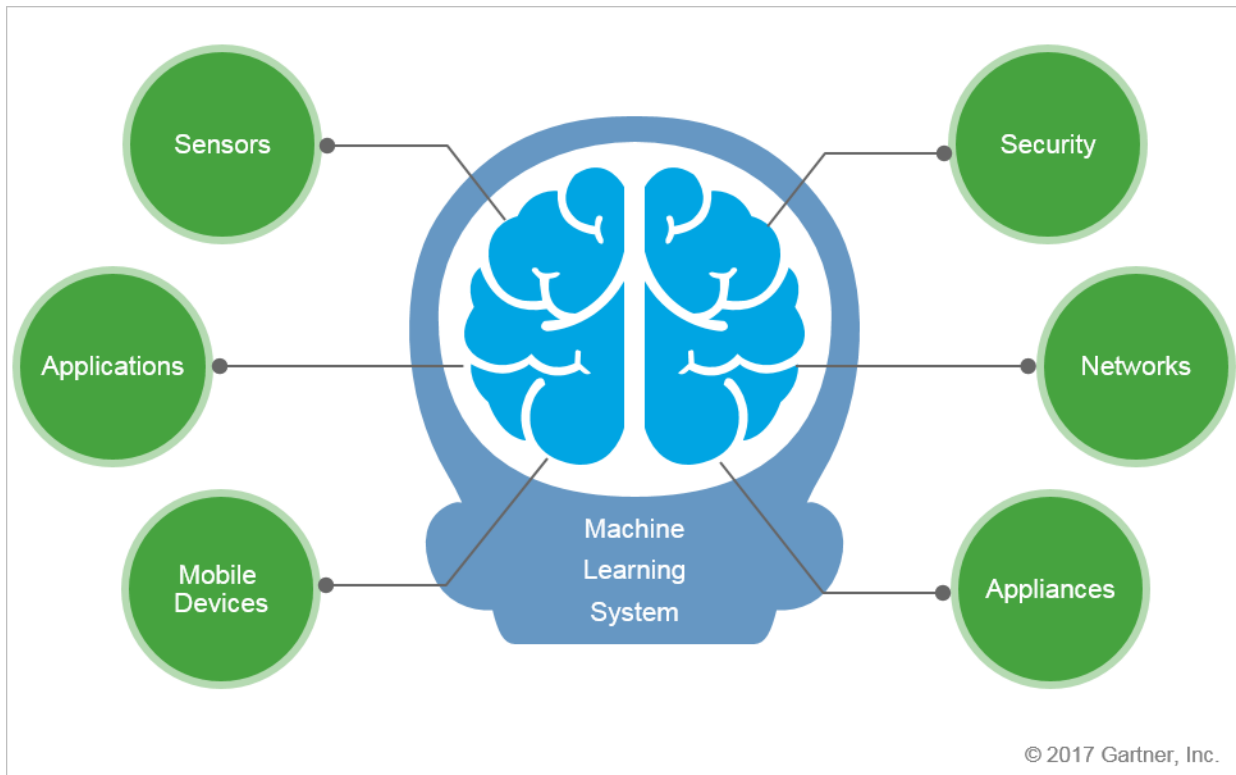 Sensors
Security
Applications
Networks
Mobile
Devices
Appliances
Machine
Learning
System
© 2017 Gartner, Inc.